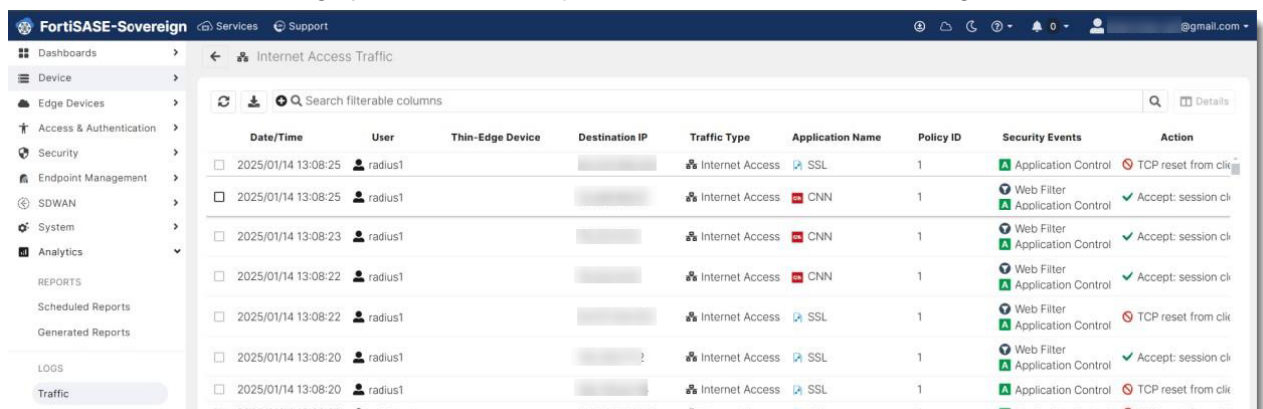 FortiSASE-Sovereign Services Support 0 @gmail.com
Dashboards
Device
Edge Devices
Access & Authentication
Security
Endpoint Management
SDWAN
System
Analytics
REPORTS
Scheduled Reports
Generated Reports
LOGS
Traffic
Internet Access Traffic
Search filterable columns Details
Date/Time User Thin-Edge Device Destination IP Traffic Type Application Name Policy ID Security Events Action
2025/01/14 13:08:25 radius1 Internet Access SSL 1 Application Control TCP reset from clie
2025/01/14 13:08:25 radius1 Internet Access CNN 1 Web Filter Application Control Accept: session cl
2025/01/14 13:08:23 radius1 Internet Access CNN 1 Web Filter Application Control Accept: session cl
2025/01/14 13:08:22 radius1 Internet Access CNN 1 Web Filter Application Control Accept: session cl
2025/01/14 13:08:22 radius1 Internet Access SSL 1 Web Filter Application Control TCP reset from clie
2025/01/14 13:08:20 radius1 Internet Access SSL 1 Web Filter Application Control Accept: session cl
2025/01/14 13:08:20 radius1 Internet Access SSL 1 Application Control TCP reset from clie